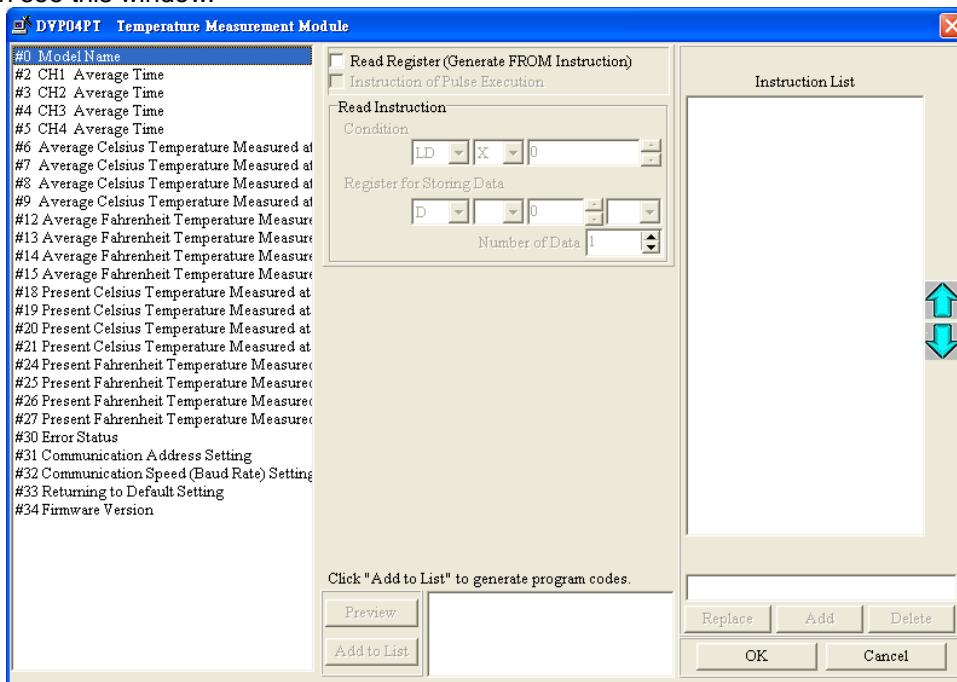 DVP04PT Temperature Measurement Module
#0 Model Name
#2 CH1 Average Time
#3 CH2 Average Time
#4 CH3 Average Time
#5 CH4 Average Time
#6 Average Celsius Temperature Measured at
#7 Average Celsius Temperature Measured at
#8 Average Celsius Temperature Measured at
#9 Average Celsius Temperature Measured at
#12 Average Fahrenheit Temperature Measure
#13 Average Fahrenheit Temperature Measure
#14 Average Fahrenheit Temperature Measure
#15 Average Fahrenheit Temperature Measure
#18 Present Celsius Temperature Measured at
#19 Present Celsius Temperature Measured at
#20 Present Celsius Temperature Measured at
#21 Present Celsius Temperature Measured at
#24 Present Fahrenheit Temperature Measured
#25 Present Fahrenheit Temperature Measured
#26 Present Fahrenheit Temperature Measured
#27 Present Fahrenheit Temperature Measured
#30 Error Status
#31 Communication Address Setting
#32 Communication Speed (Baud Rate) Setting
#33 Returning to Default Setting
#34 Firmware Version
Read Register (Generate FROM Instruction)
Instruction of Pulse Execution
Read Instruction
Condition
LD X 0
Register for Storing Data
D 0
Number of Data 1
Click "Add to List" to generate program codes.
Preview
Add to List
Instruction List
Replace Add Delete
OK Cancel